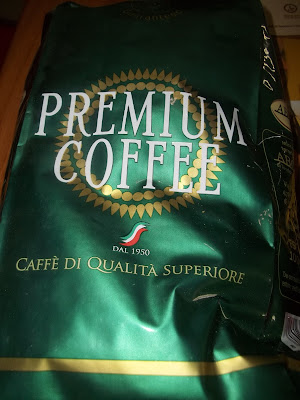 PREMIUM
COFFEE
DAL 1950
CAFFÈ DI QUALITÀ SUPERIORE